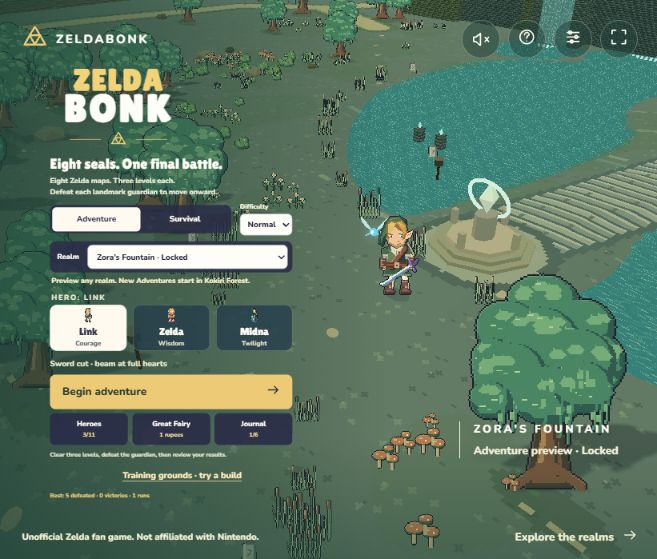 ZELDABONK
ZELDA
BONK
Eight seals. One final battle.
Eight Zelda maps. Three levels each.
Defeat each landmark guardian to move onward.
Difficulty
Adventure
Survival
Normal
Realm
Zora's Fountain · Locked
Preview any realm. New Adventures start in Kokiri Forest.
HERO: LINK
Link
Courage
Zelda
Wisdom
Midna
Twilight
Sword cut · beam at full hearts
Begin adventure →
Heroes
3/11
Great Fairy
1 rupees
Journal
1/6
Clear three levels, defeat the guardian, then review your results.
Training grounds · try a build
Best: 5 defeated · 0 victories · 1 runs
ZORA'S FOUNTAIN
Adventure preview · Locked
Unofficial Zelda fan game. Not affiliated with Nintendo.
Explore the realms →